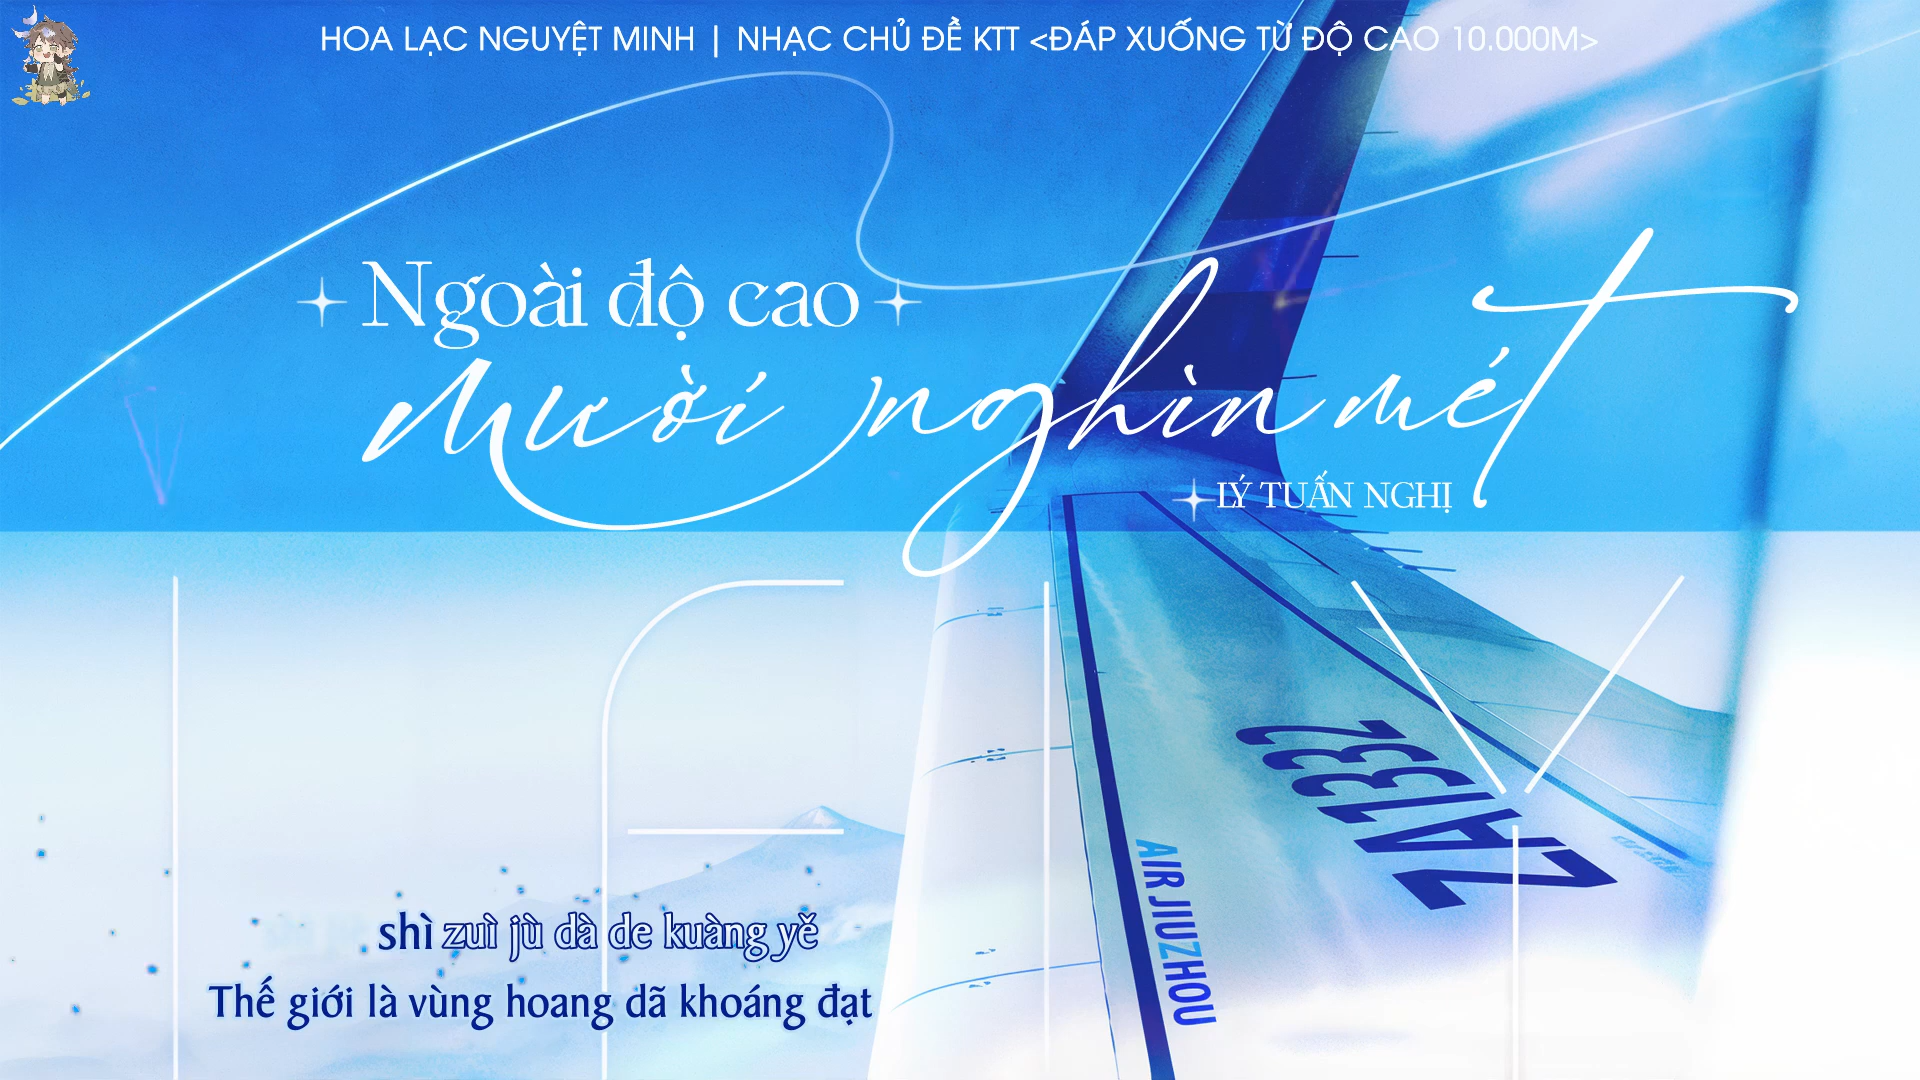 HOA LẠC NGUYỆT MINH | NHẠC CHỦ ĐỀ KTT <ĐÁP XUỐNG TỪ ĐỘ CAO 10.000M>
Ngoài độ cao
mười nghìn mét
LÝ TUẤN NGHỊ
ZA1332
AIR JIUZHOU
shì zuì jù dà de kuàng yě
Thế giới là vùng hoang dã khoáng đạt